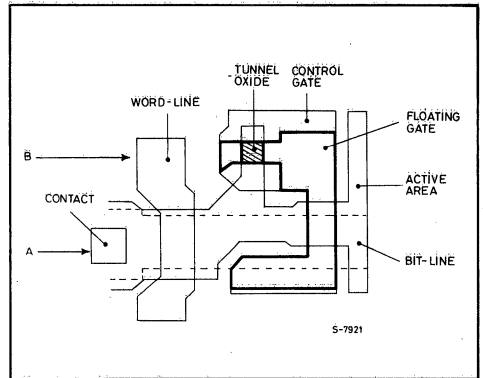 TUNNEL
OXIDE
CONTROL
GATE
WORD-LINE
FLOATING
GATE
B
ACTIVE
AREA
CONTACT
A
BIT-LINE
S-7921